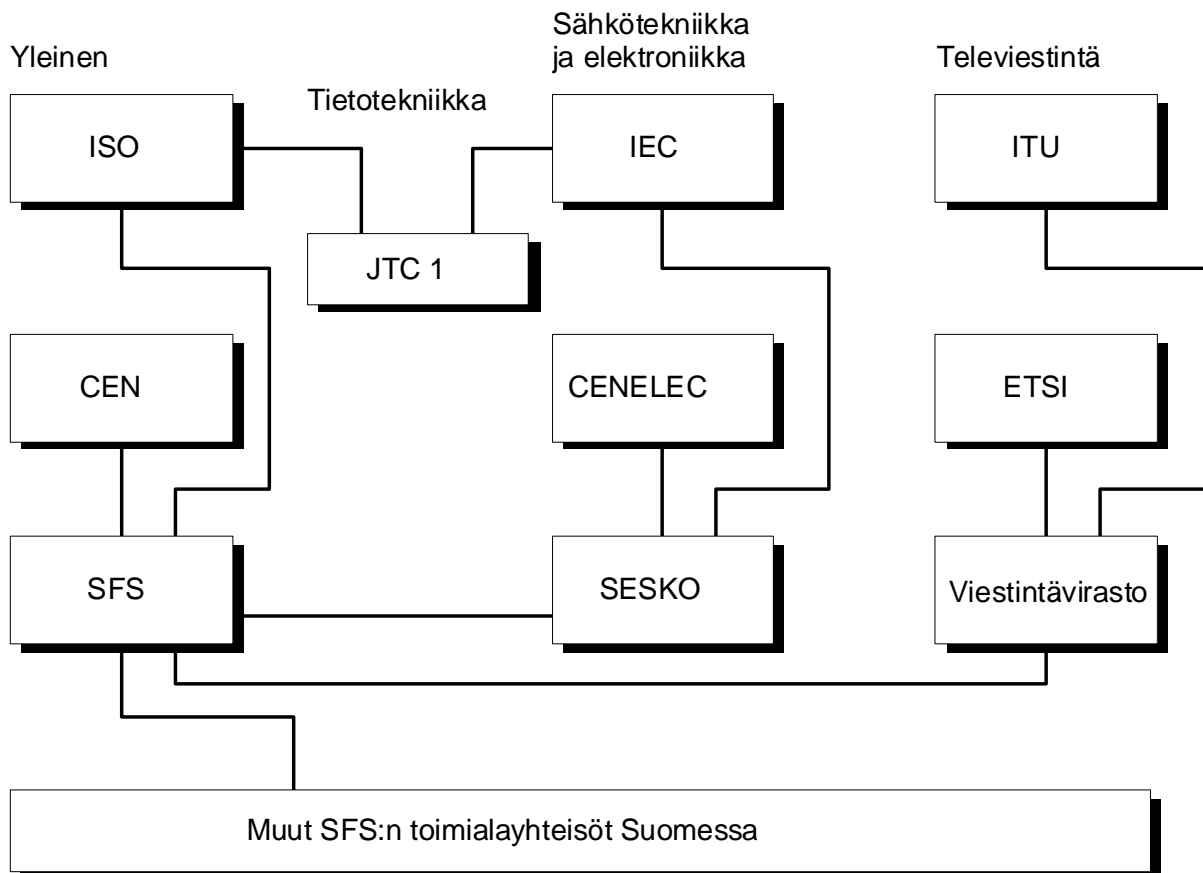 Yleinen
Sähkötekniikka
ja elektroniikka
Televiestintä
Tietotekniikka
ISO
IEC
ITU
JTC 1
CEN
CENELEC
ETSI
SFS
SESKO
Viestintävirasto
Muut SFS:n toimialayhteisöt Suomessa